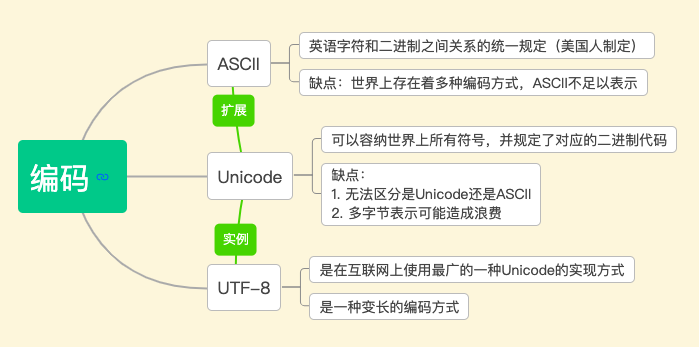 编码
ASCII
英语字符和二进制之间关系的统一规定（美国人制定）
缺点：世界上存在着多种编码方式，ASCII不足以表示
扩展
Unicode
可以容纳世界上所有符号，并规定了对应的二进制代码
缺点：
1. 无法区分是Unicode还是ASCII
2. 多字节表示可能造成浪费
实例
UTF-8
是在互联网上使用最广的一种Unicode的实现方式
是一种变长的编码方式